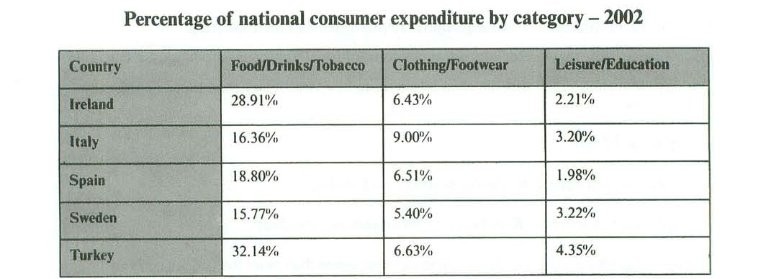 Percentage of national consumer expenditure by category – 2002
Country Food/Drinks/Tobacco Clothing/Footwear Leisure/Education
Ireland 28.91% 6.43% 2.21%
Italy 16.36% 9.00% 3.20%
Spain 18.80% 6.51% 1.98%
Sweden 15.77% 5.40% 3.22%
Turkey 32.14% 6.63% 4.35%